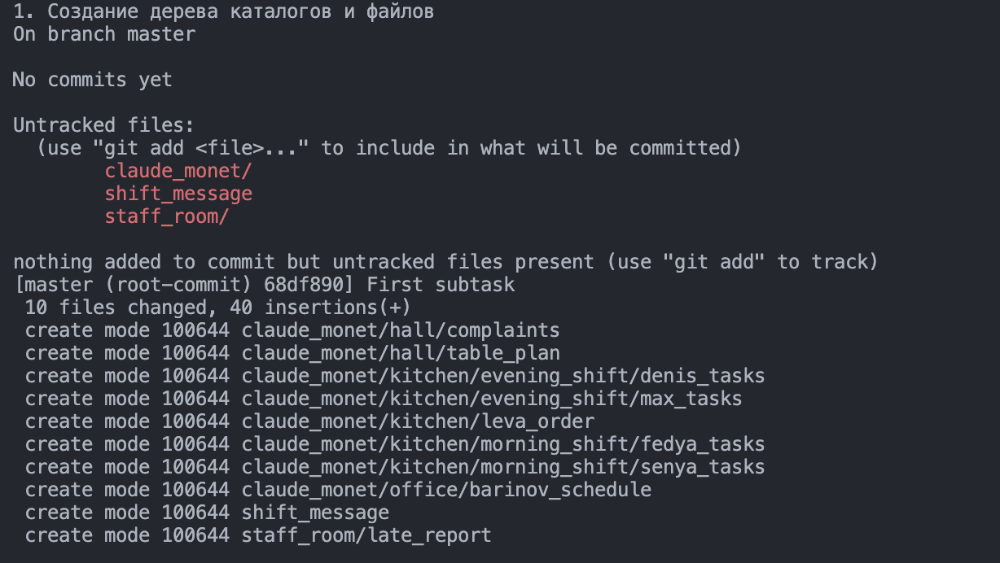 1. Создание дерева каталогов и файлов
On branch master
No commits yet
Untracked files:
(use "git add <file>..." to include in what will be committed)
claude_monet/
shift_message
staff_room/
nothing added to commit but untracked files present (use "git add" to track)
[master (root-commit) 68df890] First subtask
10 files changed, 40 insertions(+)
create mode 100644 claude_monet/hall/complaints
create mode 100644 claude_monet/hall/table_plan
create mode 100644 claude_monet/kitchen/evening_shift/denis_tasks
create mode 100644 claude_monet/kitchen/evening_shift/max_tasks
create mode 100644 claude_monet/kitchen/leva_order
create mode 100644 claude_monet/kitchen/morning_shift/fedya_tasks
create mode 100644 claude_monet/kitchen/morning_shift/senya_tasks
create mode 100644 claude_monet/office/barinov_schedule
create mode 100644 shift_message
create mode 100644 staff_room/late_report